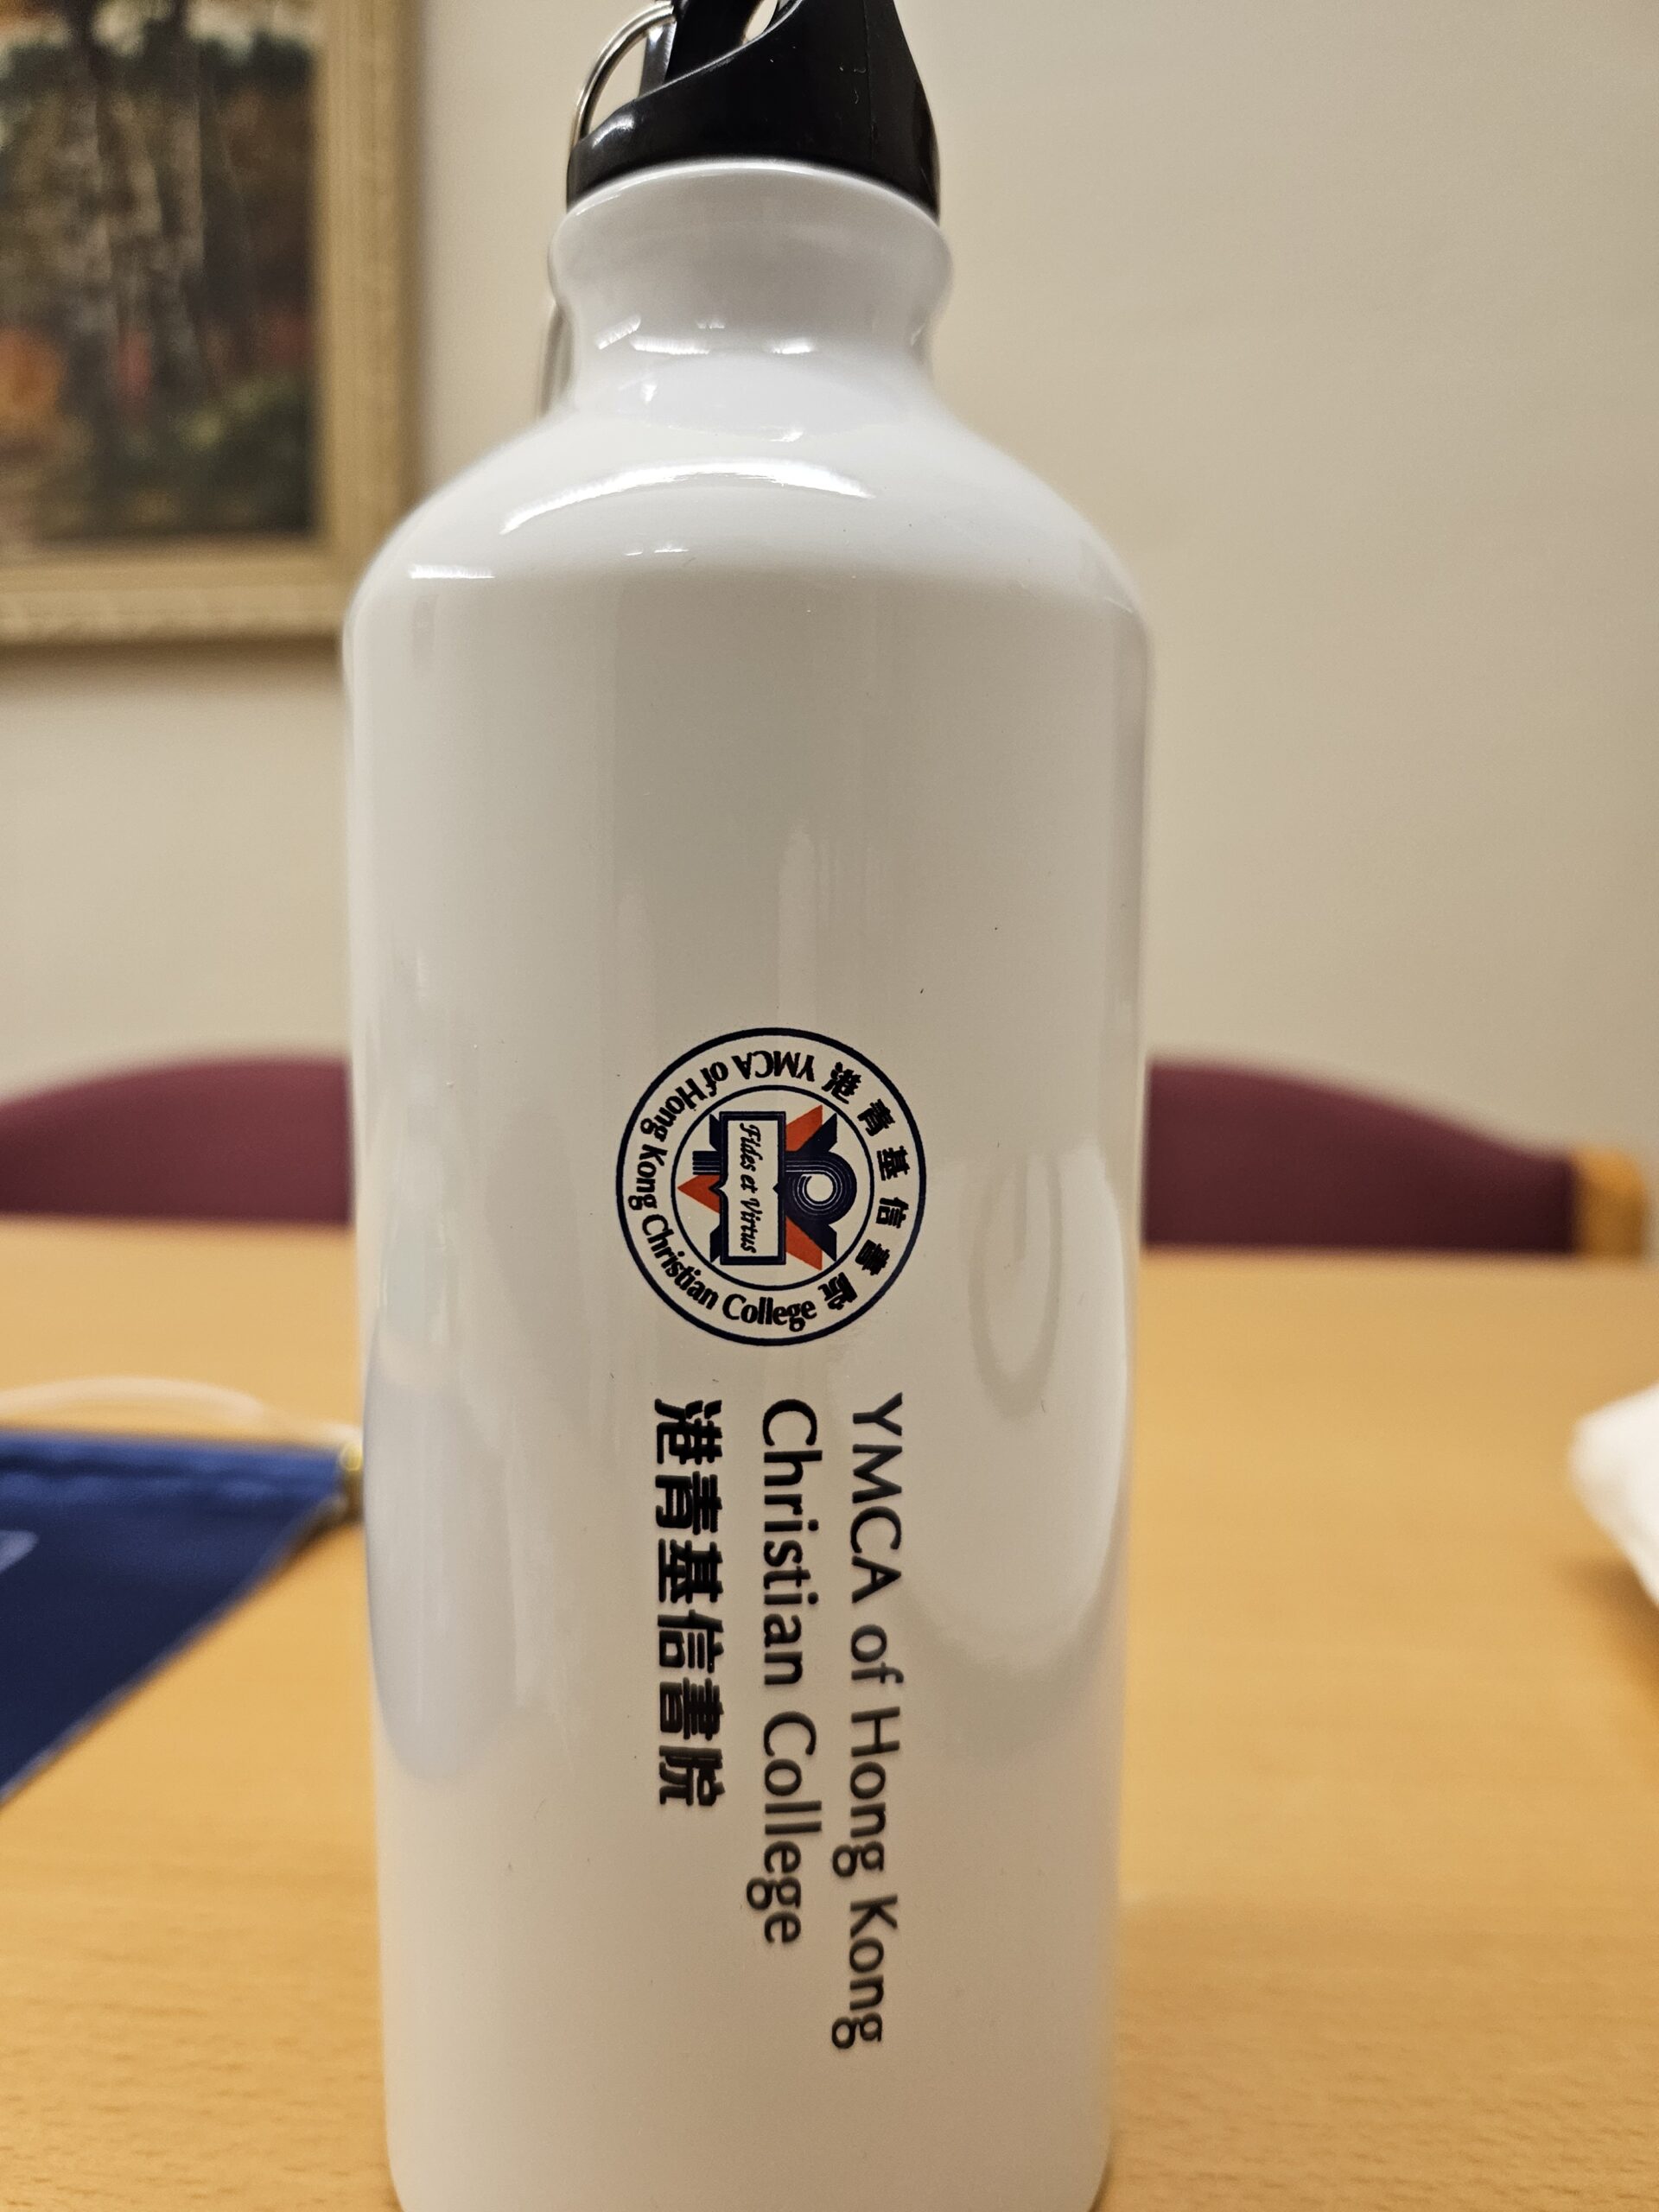 港青基信書院
YMCA of Hong Kong Christian College
Fides et Virtus
YMCA of Hong Kong
Christian College
港青基信書院